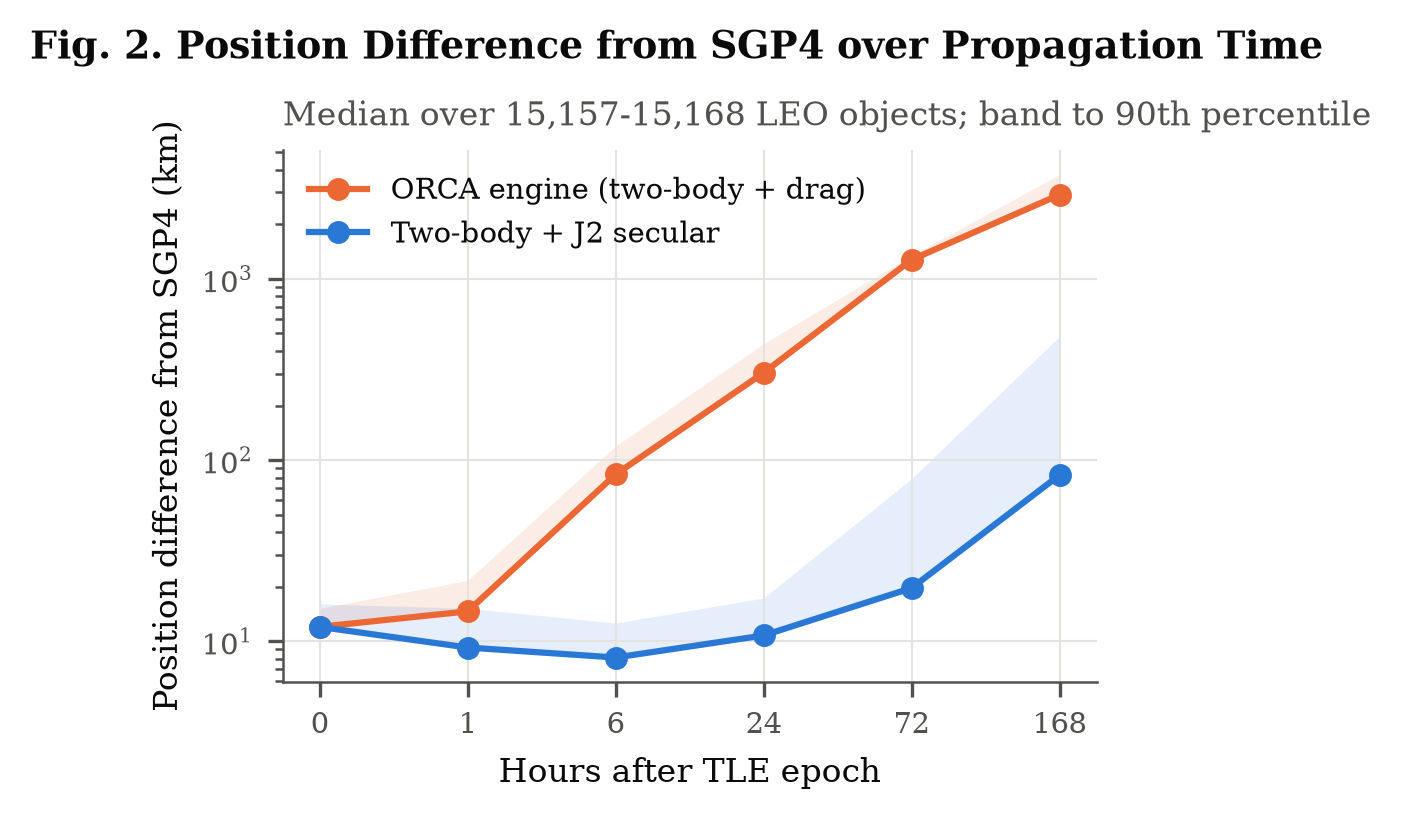 Fig. 2. Position Difference from SGP4 over Propagation Time
Median over 15,157-15,168 LEO objects; band to 90th percentile
Position difference from SGP4 (km)
ORCA engine (two-body + drag)
Two-body + J2 secular
10³
10²
10¹
0 1 6 24 72 168
Hours after TLE epoch